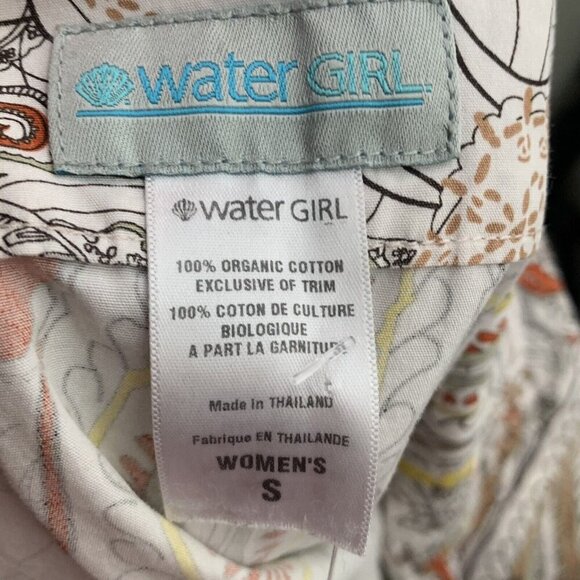 water GIRL
water GIRL
100% ORGANIC COTTON
EXCLUSIVE OF TRIM
100% COTON DE CULTURE
BIOLOGIQUE
A PART LA GARNITURE
Made in THAILAND
Fabriqué EN THAILANDE
WOMEN'S
S